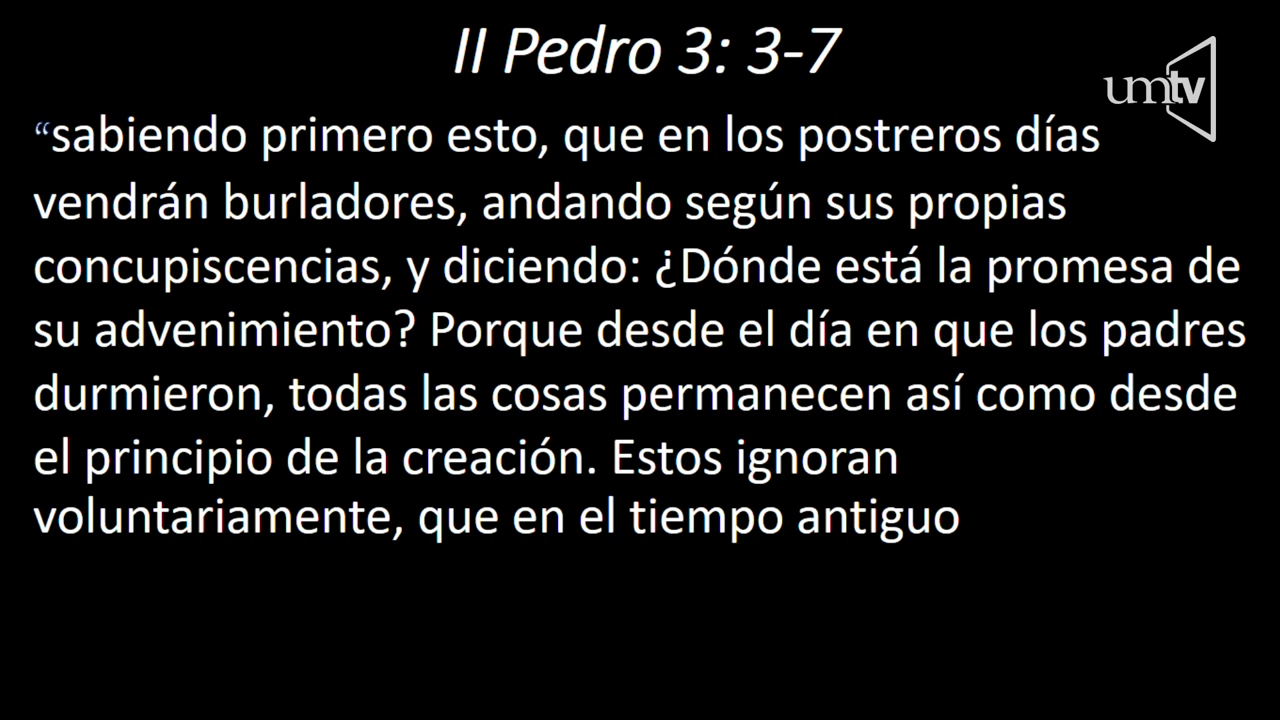 II Pedro 3: 3-7
umtv
“sabiendo primero esto, que en los postreros días
vendrán burladores, andando según sus propias
concupiscencias, y diciendo: ¿Dónde está la promesa de
su advenimiento? Porque desde el día en que los padres
durmieron, todas las cosas permanecen así como desde
el principio de la creación. Estos ignoran
voluntariamente, que en el tiempo antiguo